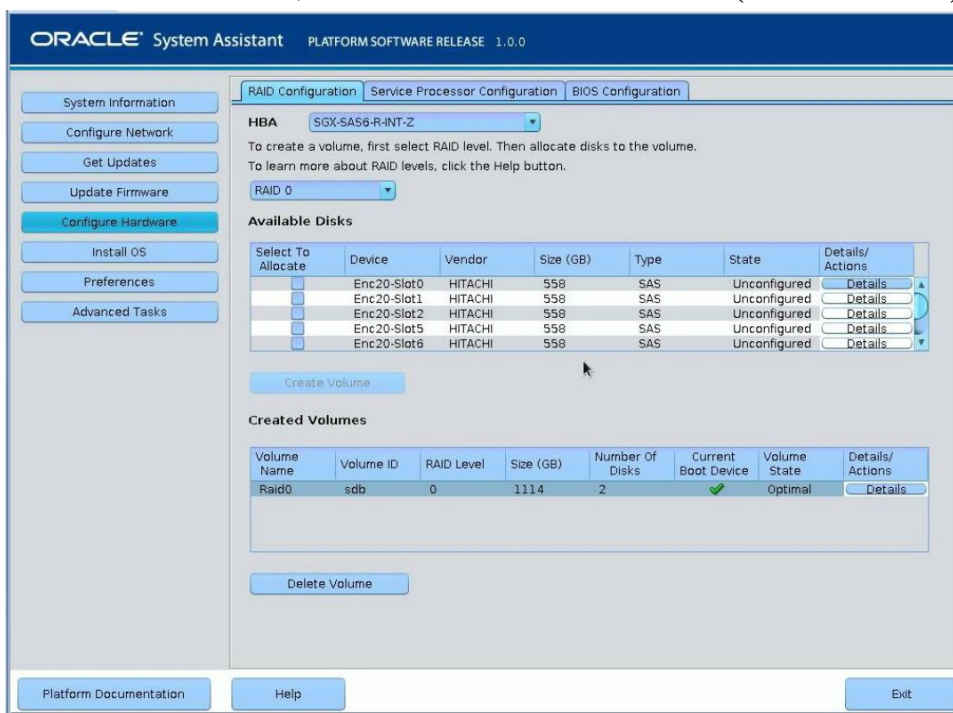 ORACLE® System Assistant PLATFORM SOFTWARE RELEASE 1.0.0
System Information
Configure Network
Get Updates
Update Firmware
Configure Hardware
Install OS
Preferences
Advanced Tasks
RAID Configuration Service Processor Configuration BIOS Configuration
HBA SGX-SAS6-R-INT-Z
To create a volume, first select RAID level. Then allocate disks to the volume.
To learn more about RAID levels, click the Help button.
RAID 0
Available Disks
Select To Allocate Device Vendor Size (GB) Type State Details/ Actions
Enc20-Slot0 HITACHI 558 SAS Unconfigured Details
Enc20-Slot1 HITACHI 558 SAS Unconfigured Details
Enc20-Slot2 HITACHI 558 SAS Unconfigured Details
Enc20-Slot5 HITACHI 558 SAS Unconfigured Details
Enc20-Slot6 HITACHI 558 SAS Unconfigured Details
Create Volume
Created Volumes
Volume Name Volume ID RAID Level Size (GB) Number Of Disks Current Boot Device Volume State Details/ Actions
Raid0 sdb 0 1114 2 Optimal Details
Delete Volume
Platform Documentation Help Exit